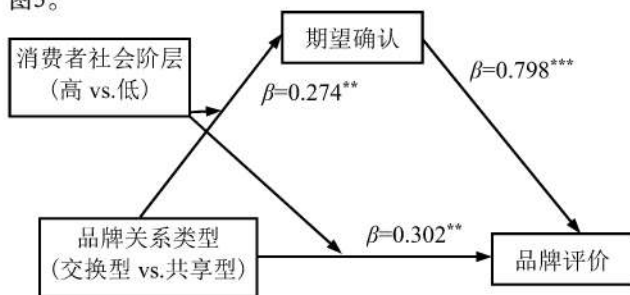 图5。
消费者社会阶层
(高 vs.低)
期望确认
β=0.274**
β=0.798***
品牌关系类型
(交换型 vs.共享型)
β=0.302**
品牌评价